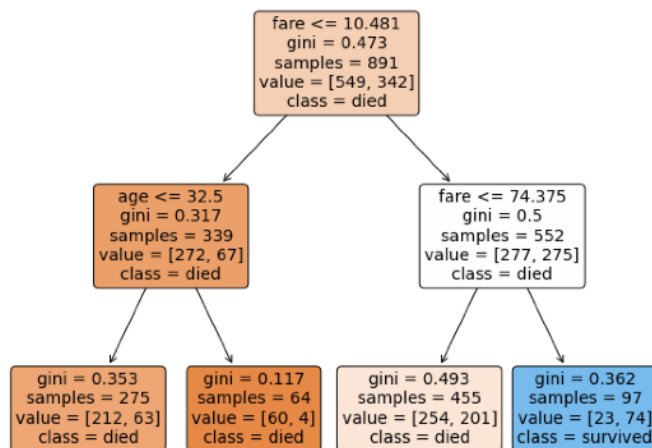 fare <= 10.481
gini = 0.473
samples = 891
value = [549, 342]
class = died
age <= 32.5
gini = 0.317
samples = 339
value = [272, 67]
class = died
fare <= 74.375
gini = 0.5
samples = 552
value = [277, 275]
class = died
gini = 0.353
samples = 275
value = [212, 63]
class = died
gini = 0.117
samples = 64
value = [60, 4]
class = died
gini = 0.493
samples = 455
value = [254, 201]
class = died
gini = 0.362
samples = 97
value = [23, 74]
class = survived